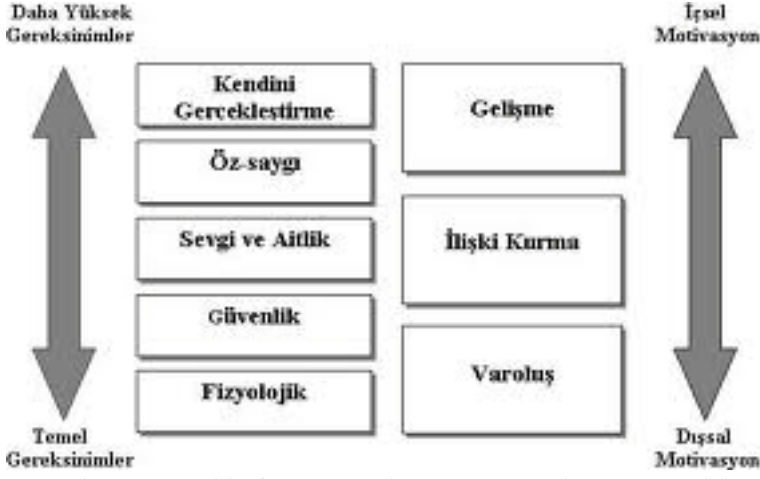 Daha Yüksek
Gereksinimler
İçsel
Motivasyon
Kendini
Gerceklestirme
Öz-saygı
Sevgi ve Aitlik
Güvenlik
Fizyolojik
Gelişme
İlişki Kurma
Varoluş
Temel
Gereksinimler
Dışsal
Motivasyon